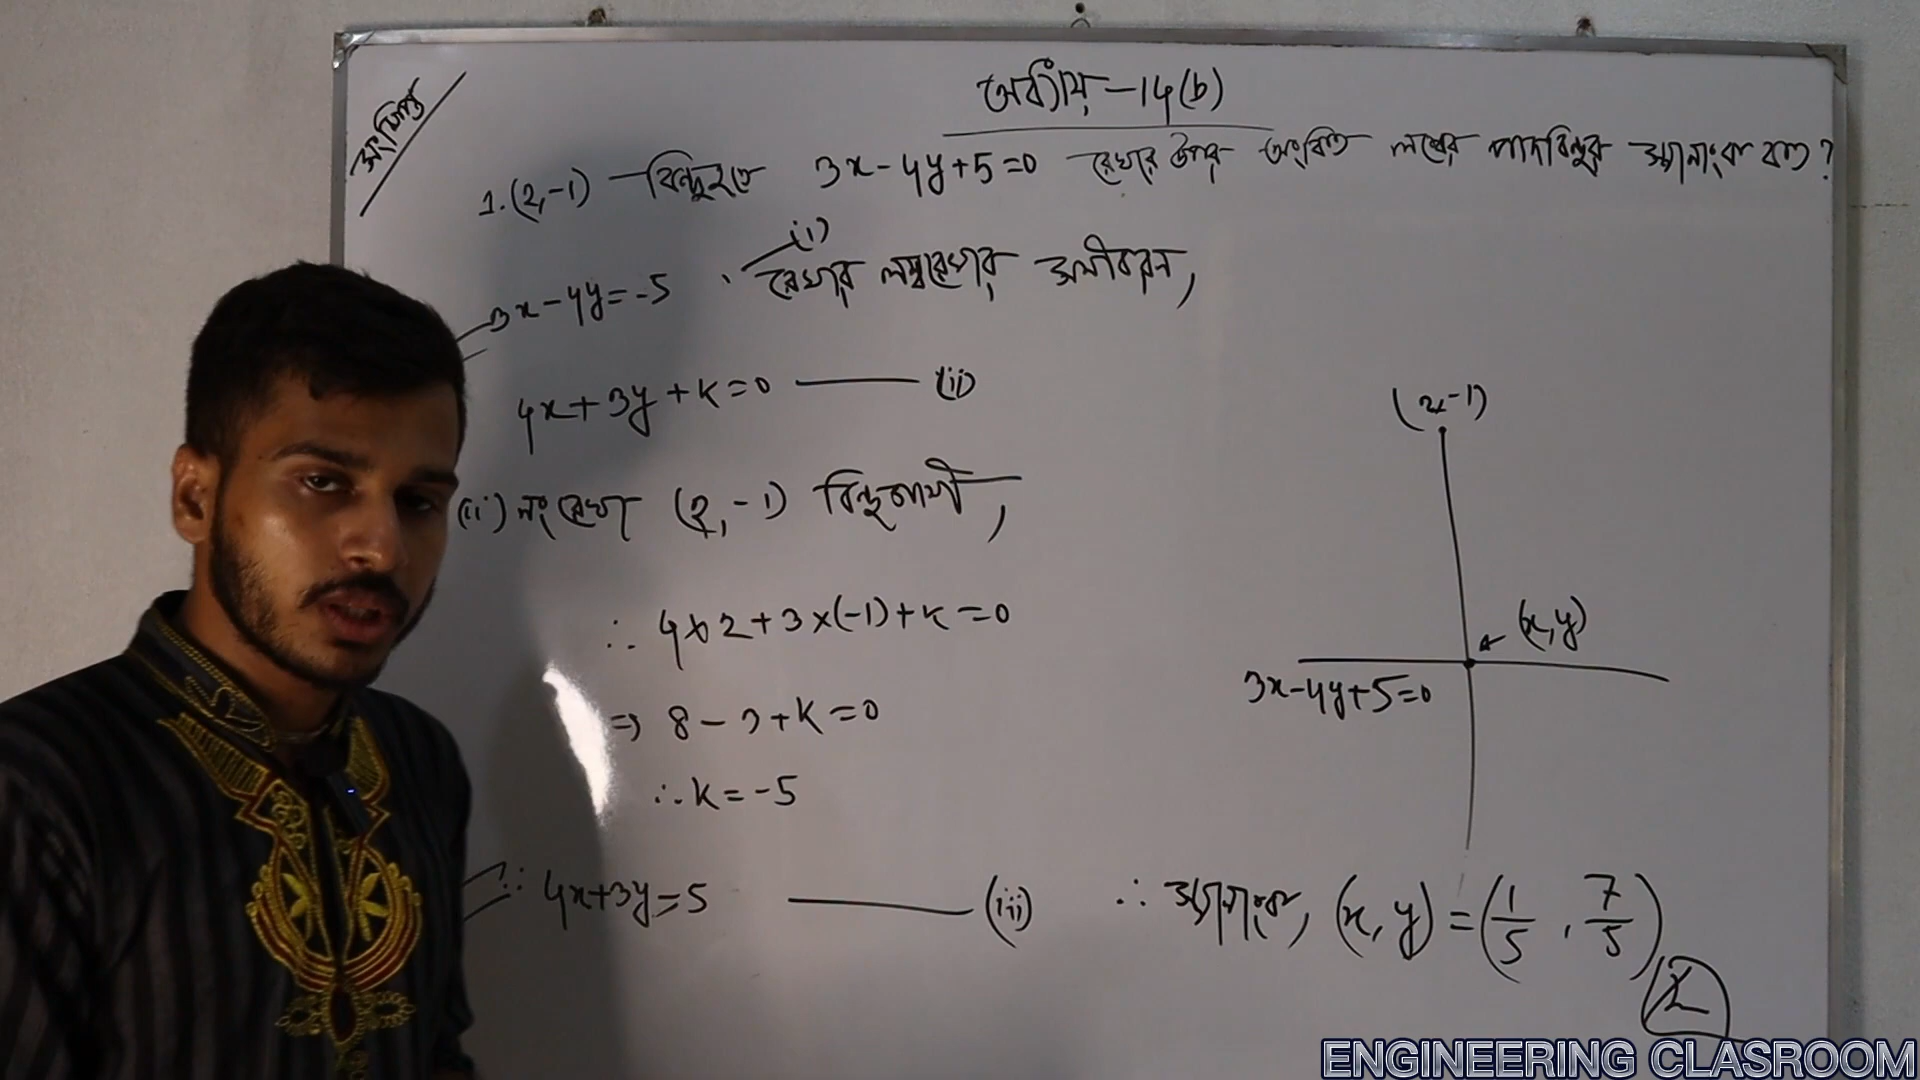 সংক্ষিপ্ত
অধ্যায় - 14(b)
1. (2, -1) বিন্দু হতে 3x - 4y + 5 = 0 রেখার উপর অংকিত লম্বের পাদবিন্দুর স্থানাংক কত?
(i)
3x - 4y = -5 রেখার লম্বরেখার সমীকরন,
4x + 3y + K = 0 (ii)
(ii) নং রেখা (2, -1) বিন্দুগামী,
∴ 4×2 + 3×(-1) + K = 0
⇒ 8 - 3 + K = 0
∴ K = -5
∴ 4x + 3y = 5 (iii)
(2, -1)
(x, y)
3x - 4y + 5 = 0
∴ স্থানাংক, (x, y) = (1/5, 7/5)
ENGINEERING CLASROOM